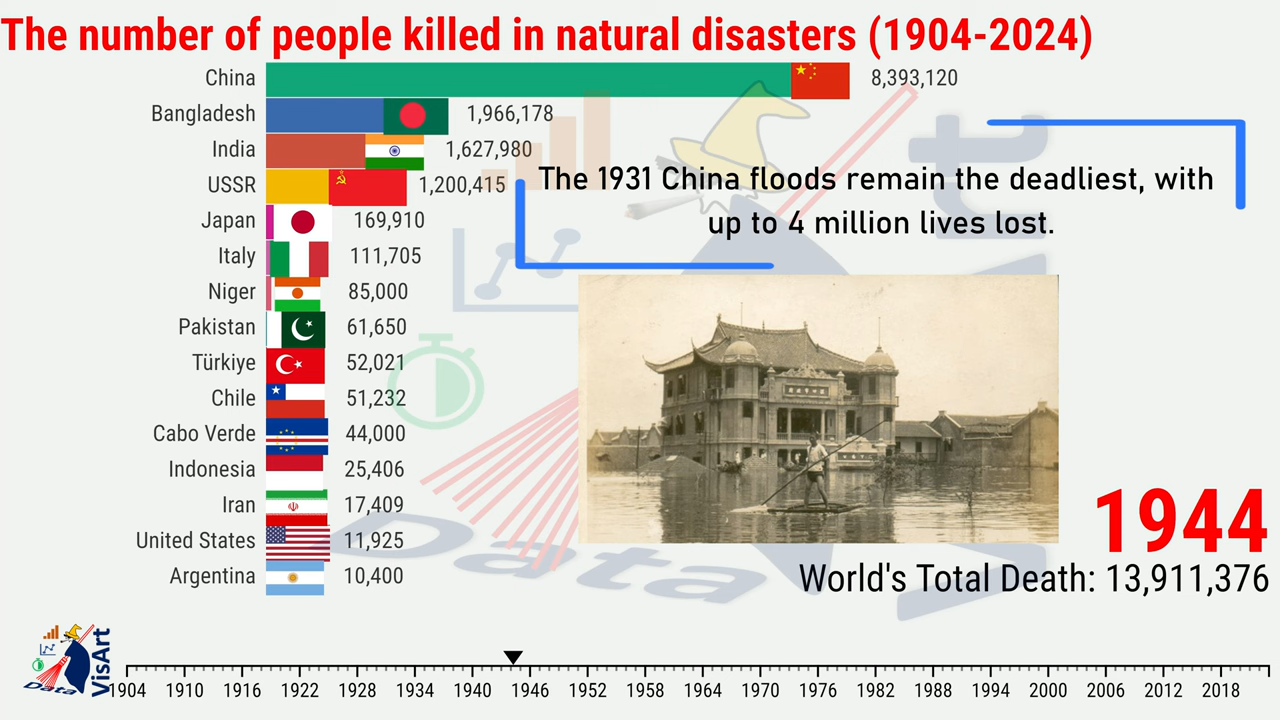 The number of people killed in natural disasters (1904-2024)
China 8,393,120
Bangladesh 1,966,178
India 1,627,980
USSR 1,200,415
Japan 169,910
Italy 111,705
Niger 85,000
Pakistan 61,650
Türkiye 52,021
Chile 51,232
Cabo Verde 44,000
Indonesia 25,406
Iran 17,409
United States 11,925
Argentina 10,400
The 1931 China floods remain the deadliest, with
up to 4 million lives lost.
1944
World's Total Death: 13,911,376
Data VisArt
1904 1910 1916 1922 1928 1934 1940 1946 1952 1958 1964 1970 1976 1982 1988 1994 2000 2006 2012 2018